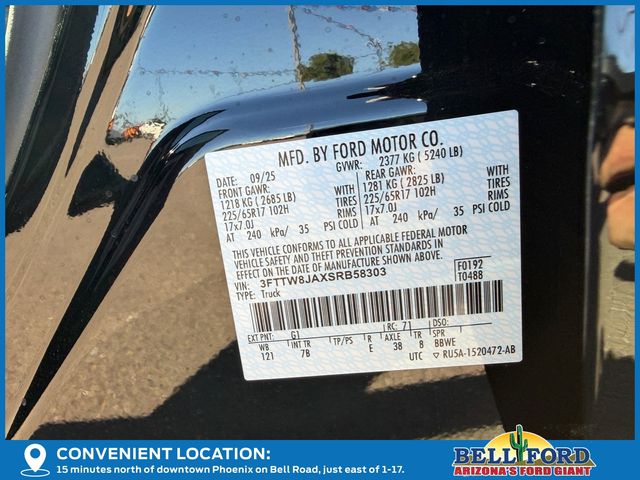 MFD. BY FORD MOTOR CO.
DATE: 09/25 GVWR: 2377 KG ( 5240 LB)
FRONT GAWR: REAR GAWR:
1218 KG ( 2685 LB) WITH 1281 KG ( 2825 LB) WITH
225/65R17 102H TIRES 225/65R17 102H TIRES
17x7.0J RIMS 17x7.0J RIMS
AT 240 kPa/ 35 PSI COLD AT 240 kPa/ 35 PSI COLD
THIS VEHICLE CONFORMS TO ALL APPLICABLE FEDERAL MOTOR
VEHICLE SAFETY AND THEFT PREVENTION STANDARDS IN
EFFECT ON THE DATE OF MANUFACTURE SHOWN ABOVE.
VIN: 3FTTW8JAXSRB58303 F0192
TYPE: Truck T0488
EXT PNT: G1 RC: 71 DSO:
WB INT TR TP/PS R AXLE TR SPR
121 7B E 38 8 BBWE
UTC ▽ RU5A-1520472-AB
CONVENIENT LOCATION:
15 minutes north of downtown Phoenix on Bell Road, just east of 1-17.
BELL FORD
ARIZONA'S FORD GIANT